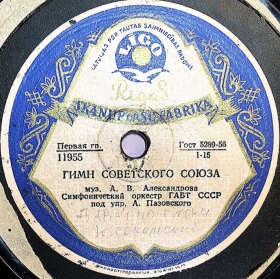 LATVIJAS PSR TAUTAS SAIMNIECĪBAS PADOME
LIGO
Rīgas
SKAŅUPLAŠU FABRIKA
Первая гр. Гост 5289-56
11955 1-15
ГИМН СОВЕТСКОГО СОЮЗА
муз. А. В. Александрова
Симфонический оркестр ГАБТ СССР
под упр. А. Пазовского